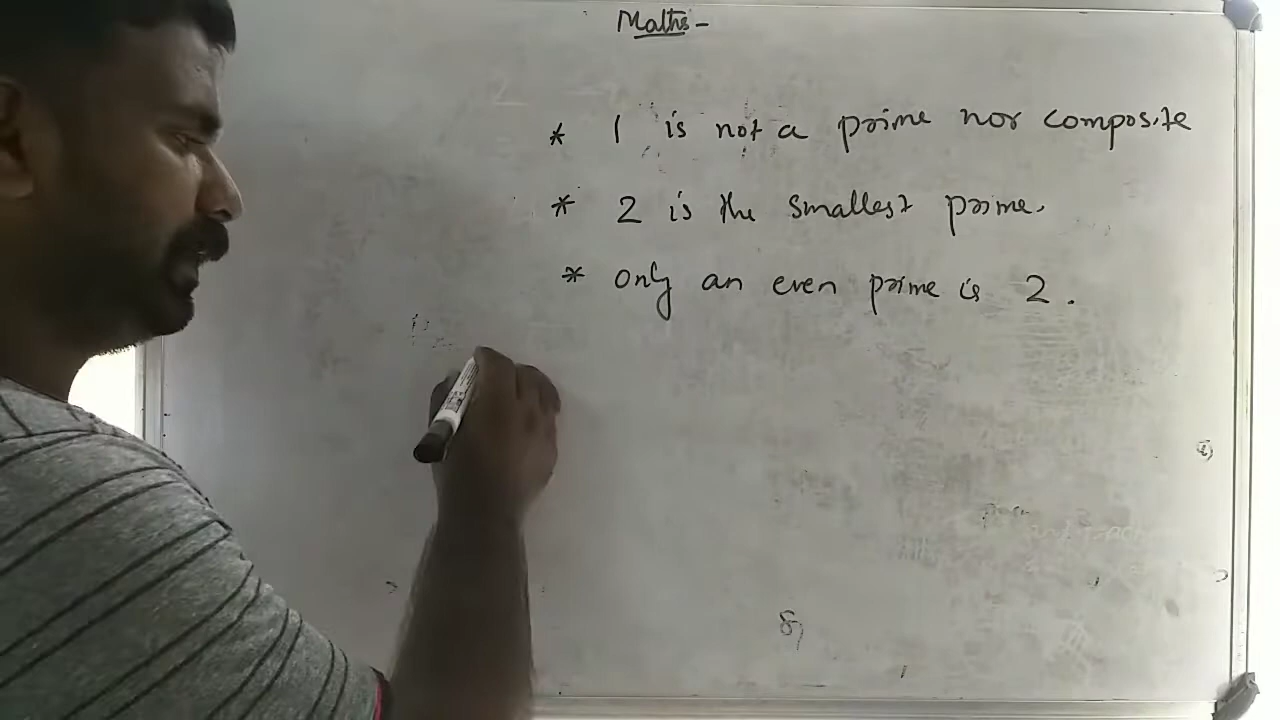 Maths -
* 1 is not a prime nor composite
* 2 is the smallest prime.
* only an even prime is 2.